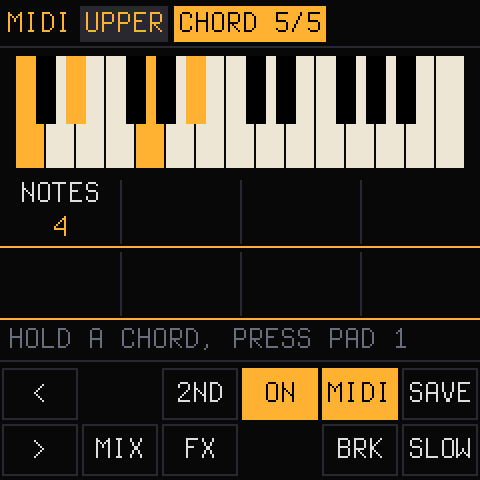 MIDI UPPER CHORD 5/5
NOTES
4
HOLD A CHORD, PRESS PAD 1
< 2ND ON MIDI SAVE
> MIX FX BRK SLOW